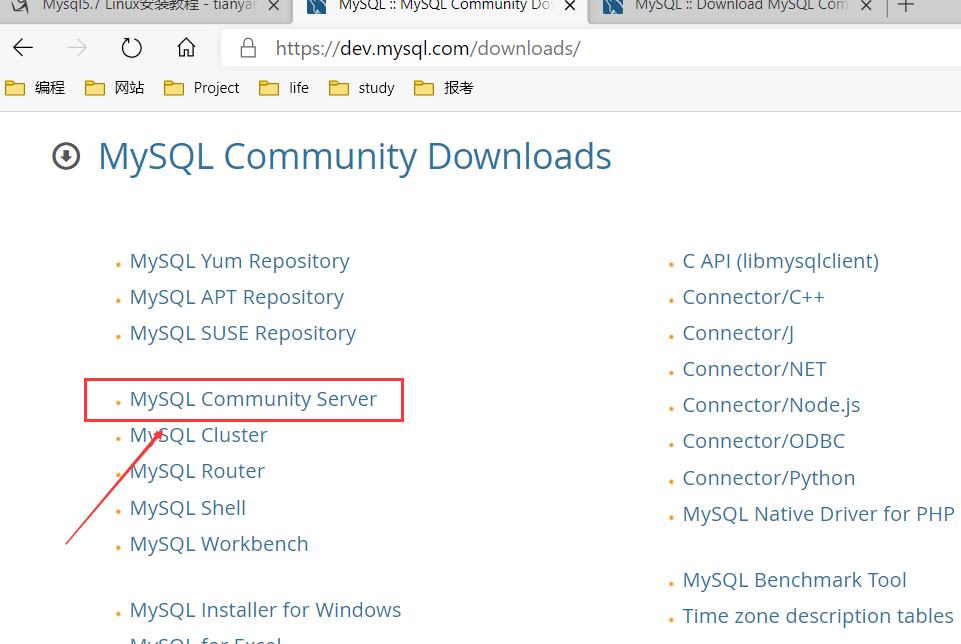 Mysql5.7 Linux安装教程 - tianyar
MySQL :: MySQL Community Dov
MySQL :: Download MySQL Com
https://dev.mysql.com/downloads/
编程 网站 Project life study 报考
MySQL Community Downloads
MySQL Yum Repository
MySQL APT Repository
MySQL SUSE Repository
MySQL Community Server
MySQL Cluster
MySQL Router
MySQL Shell
MySQL Workbench
MySQL Installer for Windows
MySQL for Excel
C API (libmysqlclient)
Connector/C++
Connector/J
Connector/NET
Connector/Node.js
Connector/ODBC
Connector/Python
MySQL Native Driver for PHP
MySQL Benchmark Tool
Time zone description tables